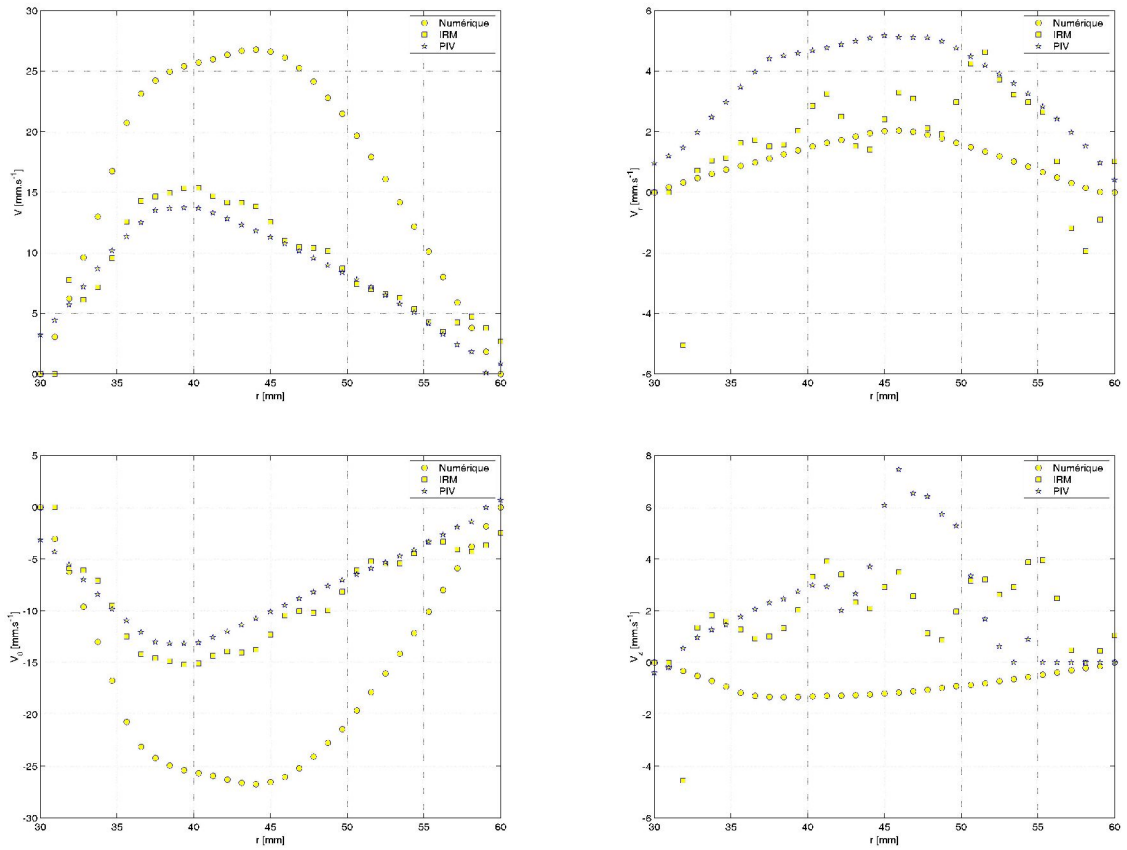 30
25
20
15
10
5
0
V [mm.s⁻¹]
30 35 40 45 50 55 60
r [mm]
Numérique
IRM
PIV
6
4
2
0
-2
-4
-6
V_r [mm.s⁻¹]
30 35 40 45 50 55 60
r [mm]
Numérique
IRM
PIV
5
0
-5
-10
-15
-20
-25
-30
V_θ [mm.s⁻¹]
30 35 40 45 50 55 60
r [mm]
Numérique
IRM
PIV
8
6
4
2
0
-2
-4
-6
V_z [mm.s⁻¹]
30 35 40 45 50 55 60
r [mm]
Numérique
IRM
PIV